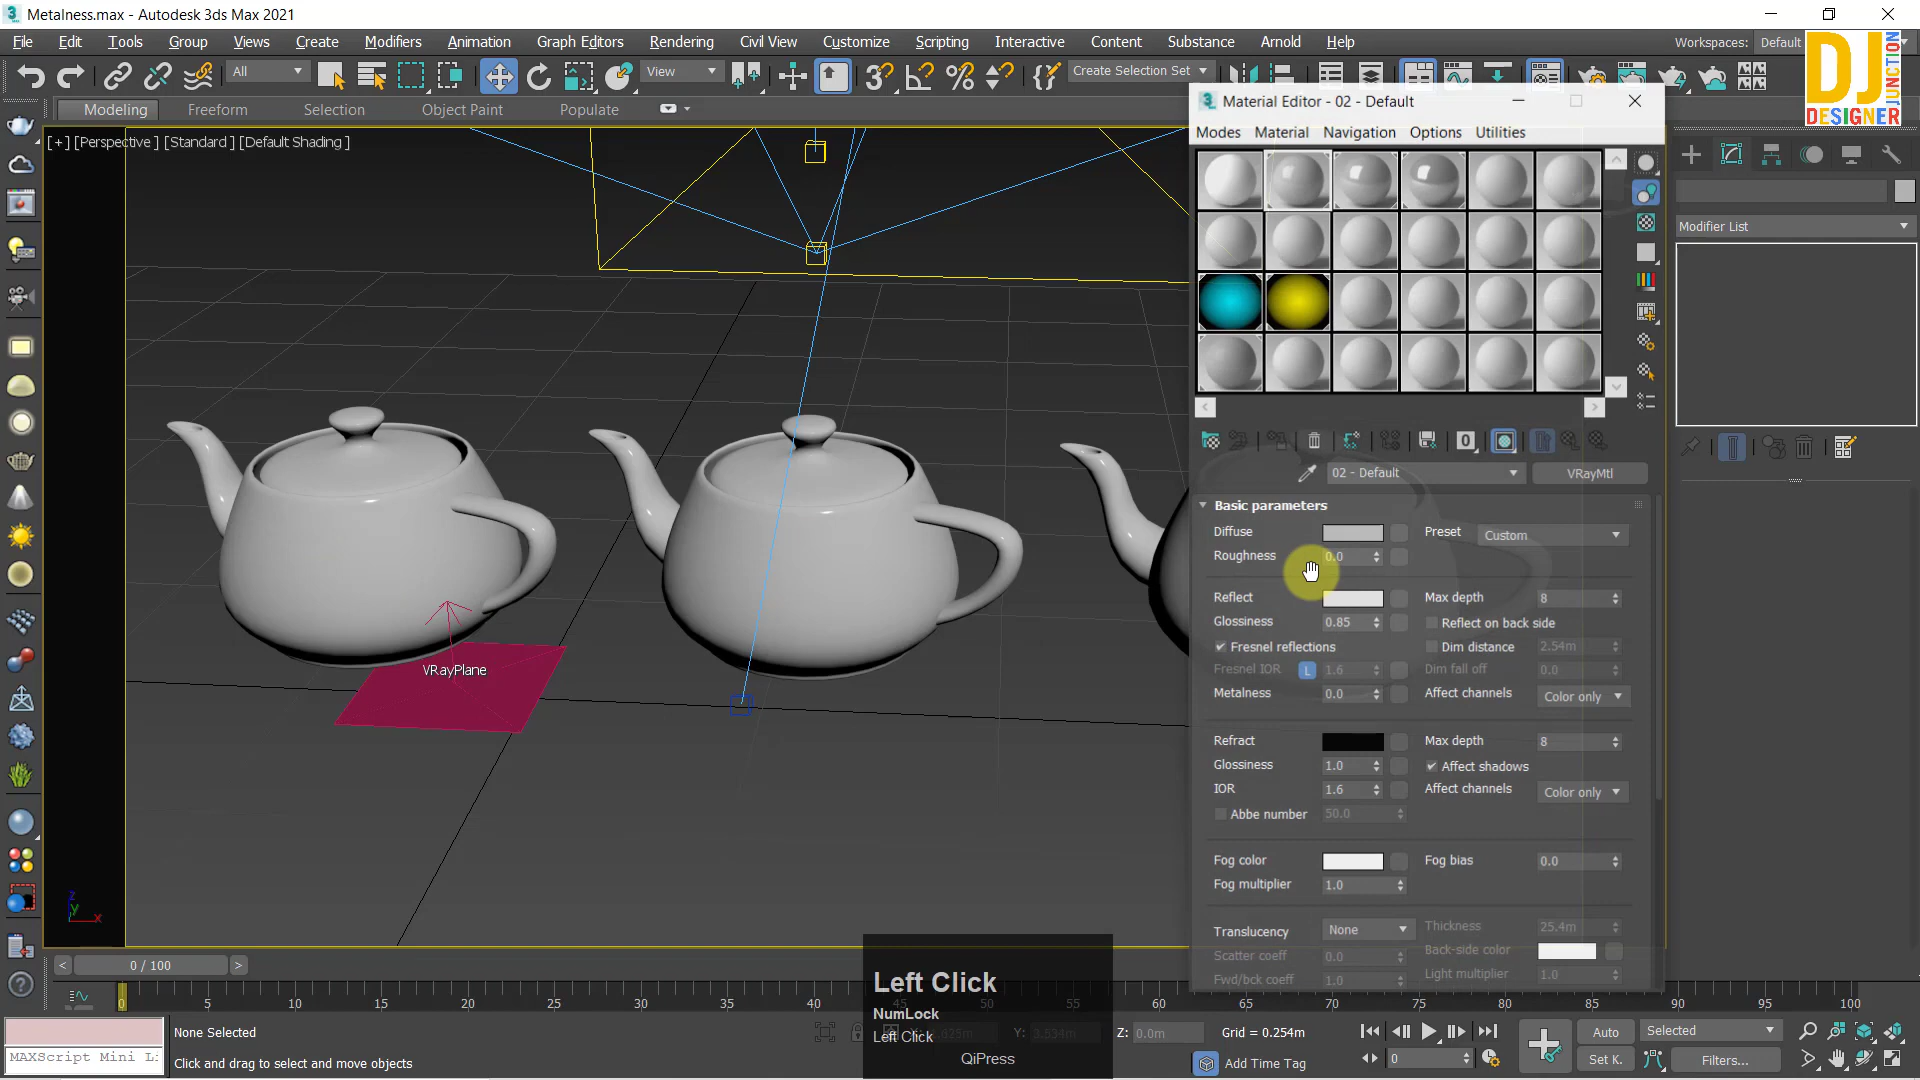 Metalness.max - Autodesk 3ds Max 2021
File Edit Tools Group Views Create Modifiers Animation Graph Editors Rendering Civil View Customize Scripting Interactive Content Substance Arnold Help Workspaces: Default
DJ DESIGNER JUNCTION
All View Create Selection Set
Modeling Freeform Selection Object Paint Populate
[+] [Perspective ] [Standard ] [Default Shading ]
Material Editor - 02 - Default
Modes Material Navigation Options Utilities
Modifier List
02 - Default VRayMtl
Basic parameters
Diffuse Preset Custom
Roughness 0.0
Reflect Max depth 8
Glossiness 0.85 Reflect on back side
Fresnel reflections Dim distance 2.54m
Fresnel IOR L 1.6 Dim fall off 0.0
Metalness 0.0 Affect channels Color only
VRayPlane
Refract Max depth 8
Glossiness 1.0 Affect shadows
IOR 1.6 Affect channels Color only
Abbe number 50.0
Fog color Fog bias 0.0
Fog multiplier 1.0
Translucency None Thickness 25.4m
Scatter coeff 0.0 Back-side color
Fwd/bck coeff 1.0 Light multiplier 1.0
z y x
< 0 / 100 >
5 10 15 20 25 30 35 40 45 50 55 60 65 70 75 80 85 90 95 100
Left Click
NumLock
Left Click
QiPress
None Selected Y: Z: 0.0m Grid = 0.254m Auto Selected
MAXScript Mini L: Click and drag to select and move objects Add Time Tag 0 Set K. Filters...